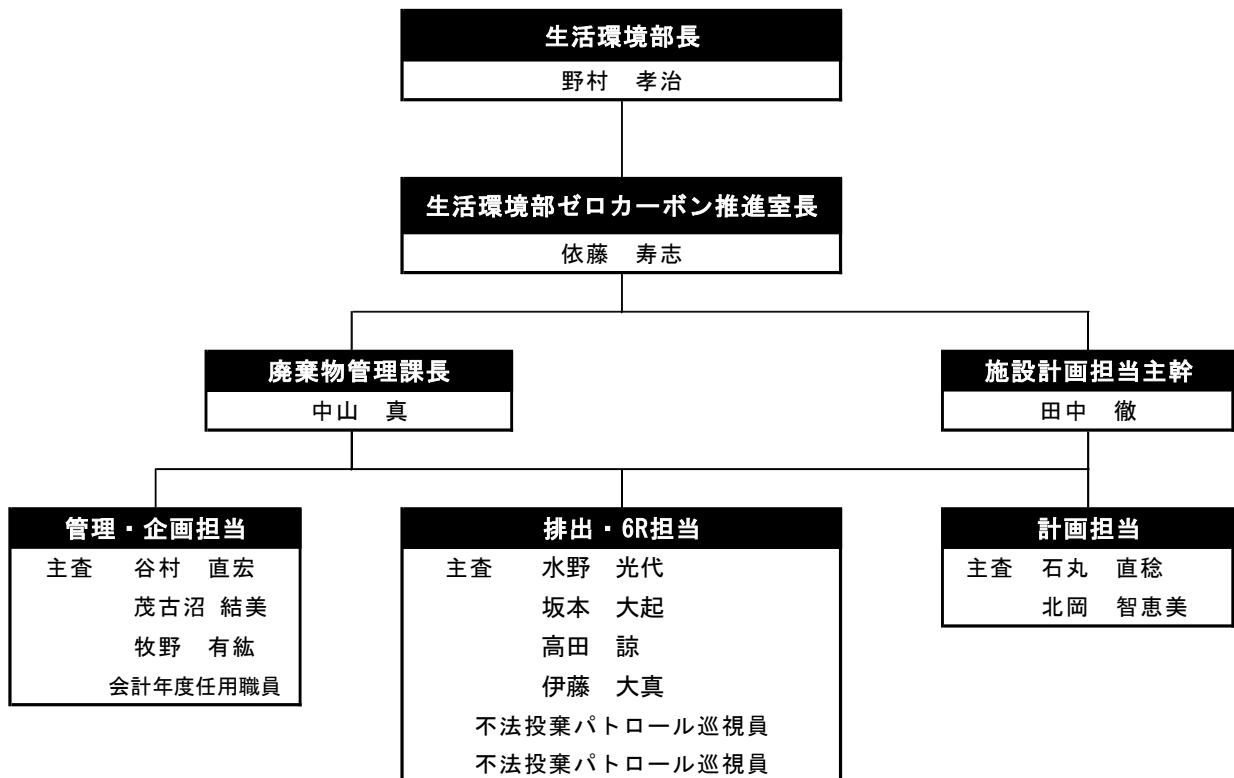 生活環境部長
野村　孝治
生活環境部ゼロカーボン推進室長
依藤　寿志
廃棄物管理課長
中山　真
施設計画担当主幹
田中　徹
管理・企画担当
主査　谷村　直宏
茂古沼 結美
牧野　有紘
会計年度任用職員
排出・6R担当
主査　水野　光代
坂本　大起
高田　諒
伊藤　大真
不法投棄パトロール巡視員
不法投棄パトロール巡視員
計画担当
主査　石丸　直稔
北岡　智恵美